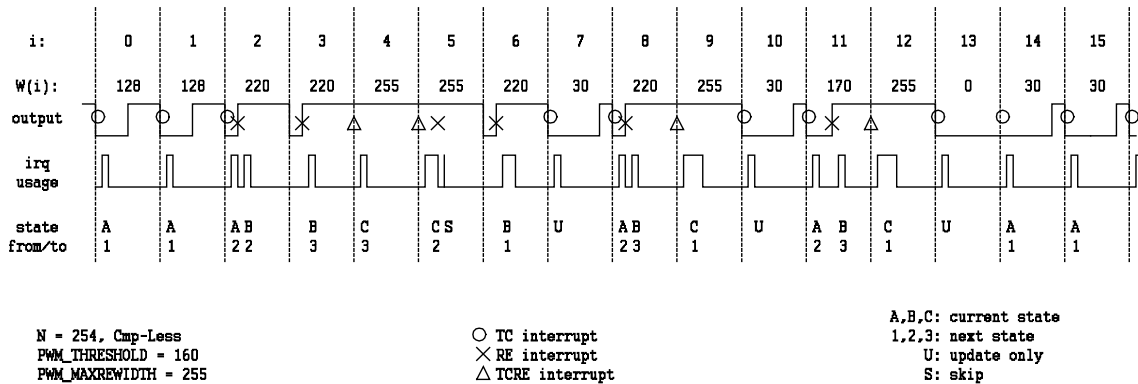 i: 0 1 2 3 4 5 6 7 8 9 10 11 12 13 14 15
W(i): 128 128 220 220 255 255 220 30 220 255 30 170 255 0 30 30
output
irq
usage
state A A A B B C C S B U A B C U A B C U A A
from/to 1 1 2 2 3 3 2 1 2 3 1 2 3 1 1 1
N = 254, Cmp-Less
PWM_THRESHOLD = 160
PWM_MAXREWIDTH = 255
TC interrupt
RE interrupt
TCRE interrupt
A,B,C: current state
1,2,3: next state
U: update only
S: skip